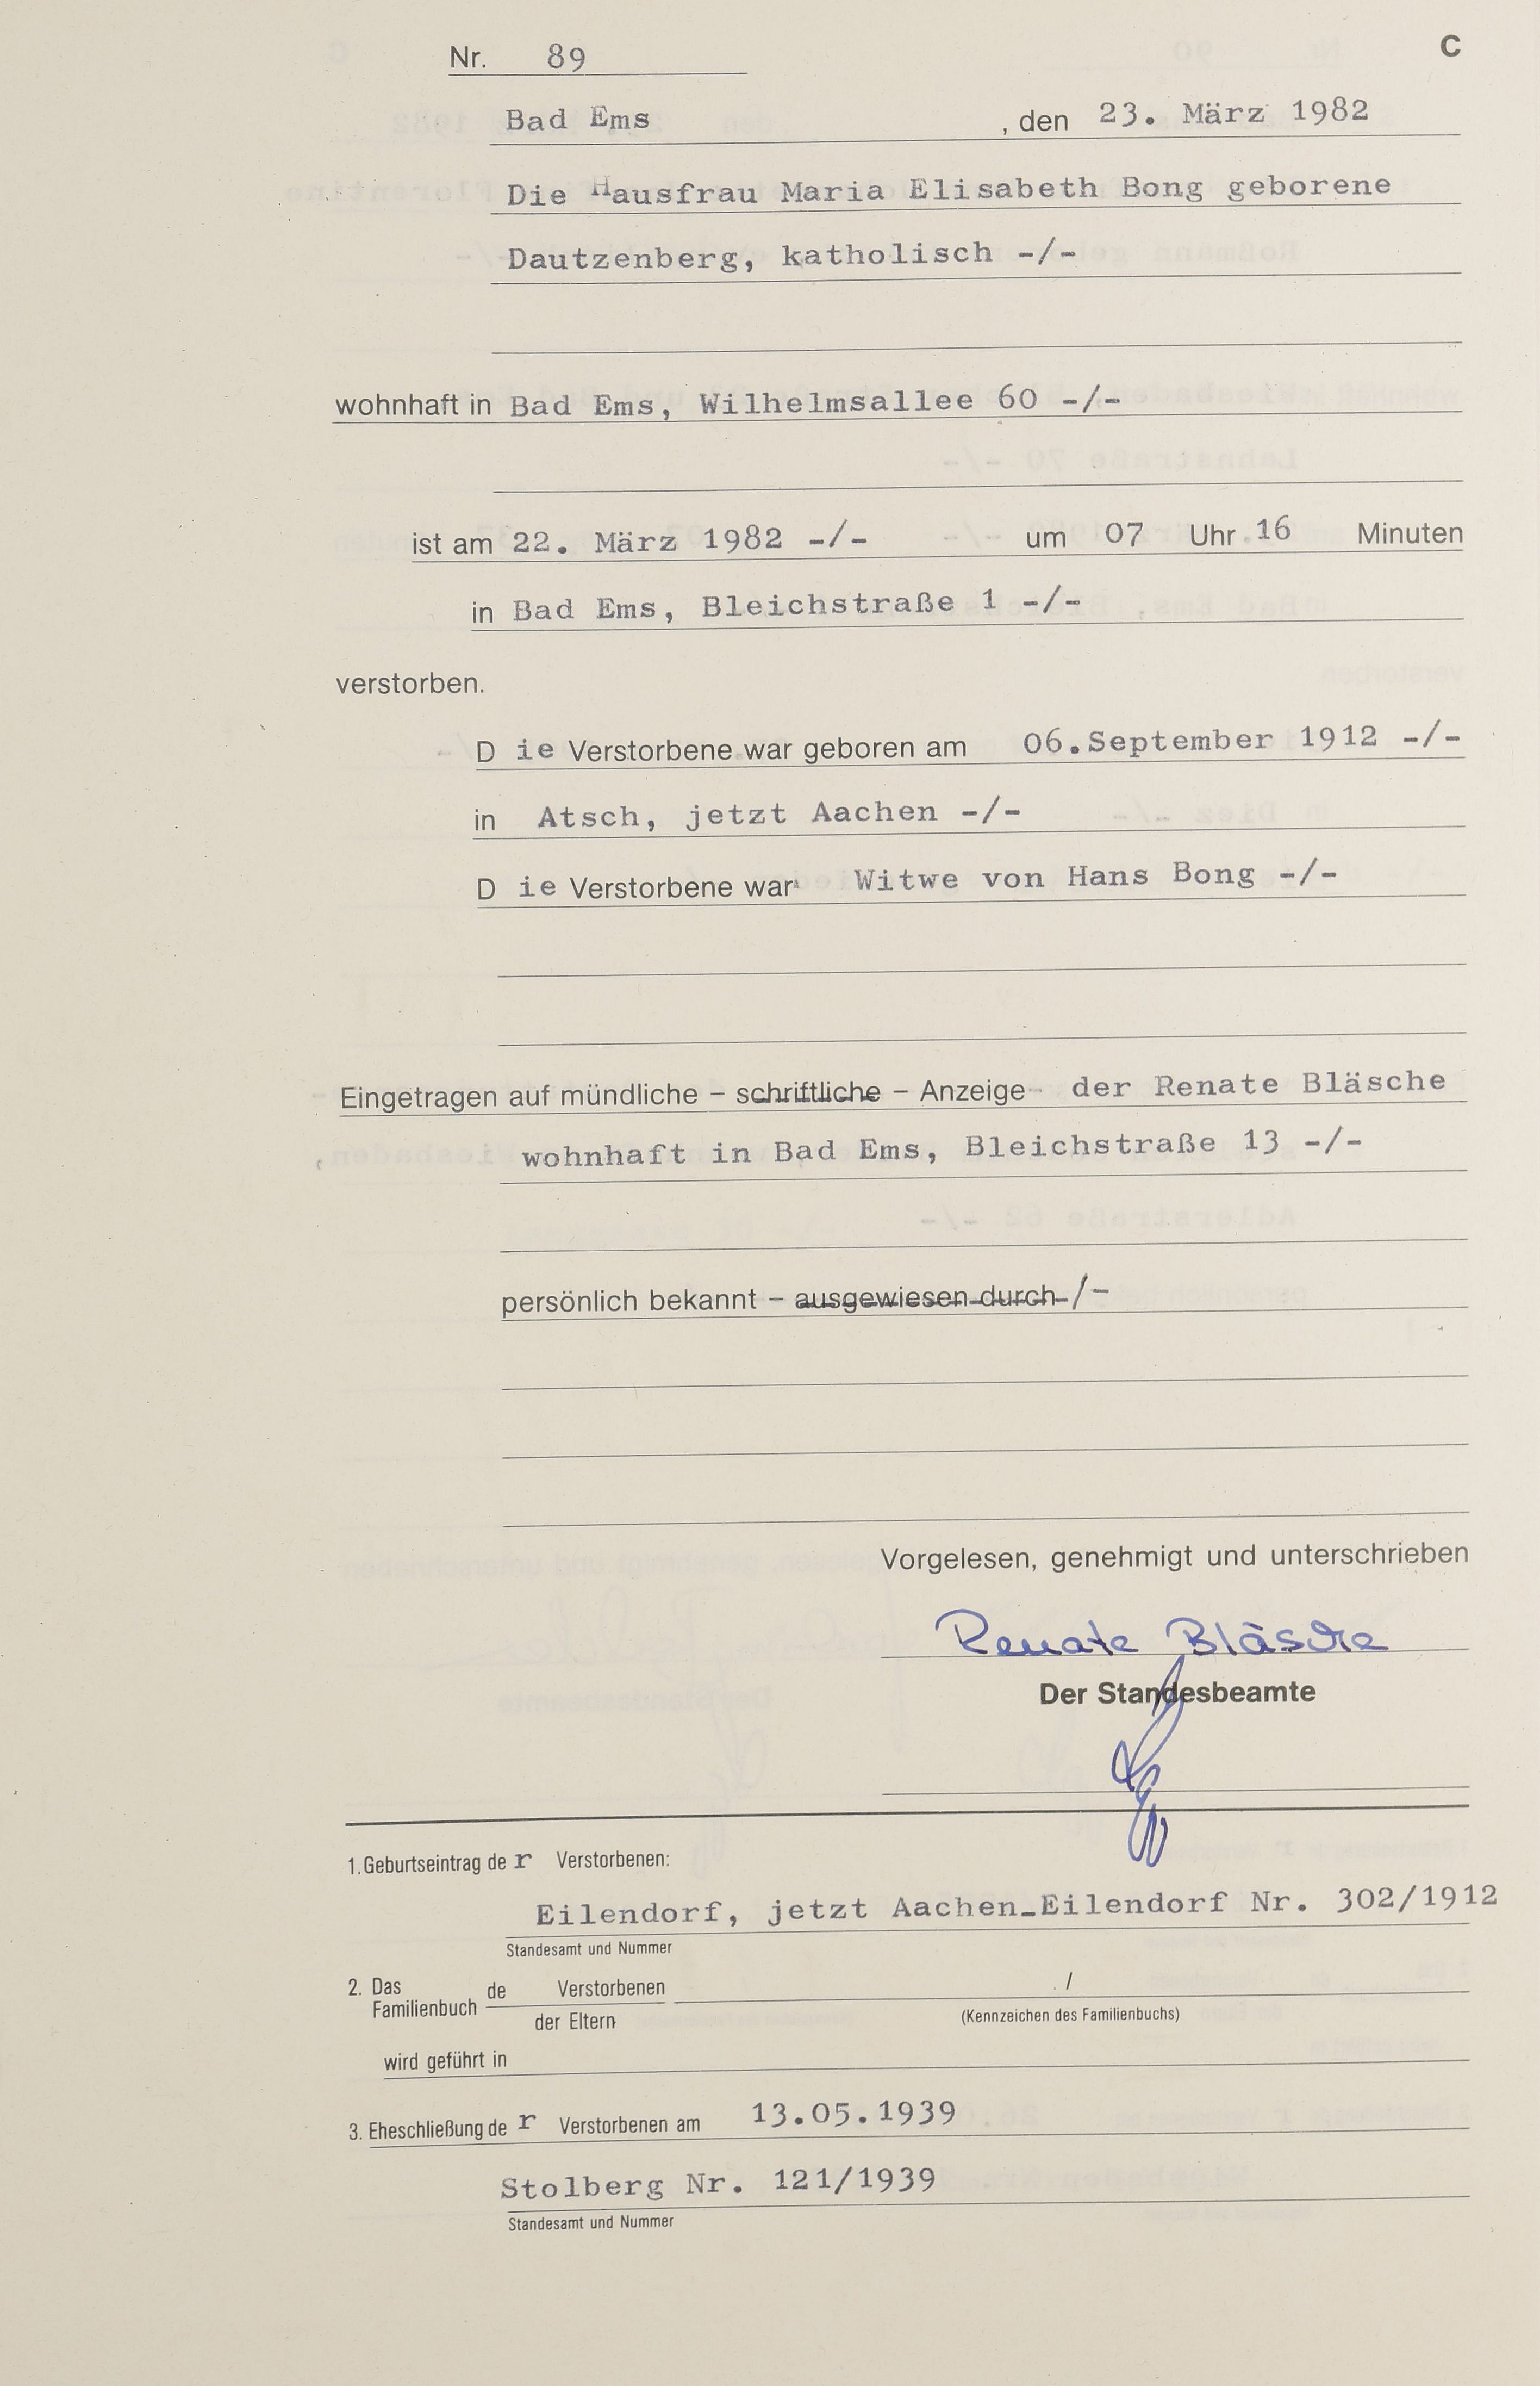 Nr. 89
C
Bad Ems , den 23. März 1982
Die Hausfrau Maria Elisabeth Bong geborene
Dautzenberg, katholisch -/-
wohnhaft in Bad Ems, Wilhelmsallee 60 -/-
ist am 22. März 1982 -/- um 07 Uhr 16 Minuten
in Bad Ems, Bleichstraße 1 -/-
verstorben.
D ie Verstorbene war geboren am 06.September 1912 -/-
in Atsch, jetzt Aachen -/-
D ie Verstorbene war Witwe von Hans Bong -/-
Eingetragen auf mündliche – schriftliche – Anzeige der Renate Bläsche
wohnhaft in Bad Ems, Bleichstraße 13 -/-
persönlich bekannt – ausgewiesen durch -/-
Vorgelesen, genehmigt und unterschrieben
Renate Bläsche
Der Standesbeamte
1. Geburtseintrag de r Verstorbenen:
Eilendorf, jetzt Aachen-Eilendorf Nr. 302/1912
Standesamt und Nummer
2. Das Familienbuch de Verstorbenen /
der Eltern (Kennzeichen des Familienbuchs)
wird geführt in
3. Eheschließung de r Verstorbenen am 13.05.1939
Stolberg Nr. 121/1939
Standesamt und Nummer